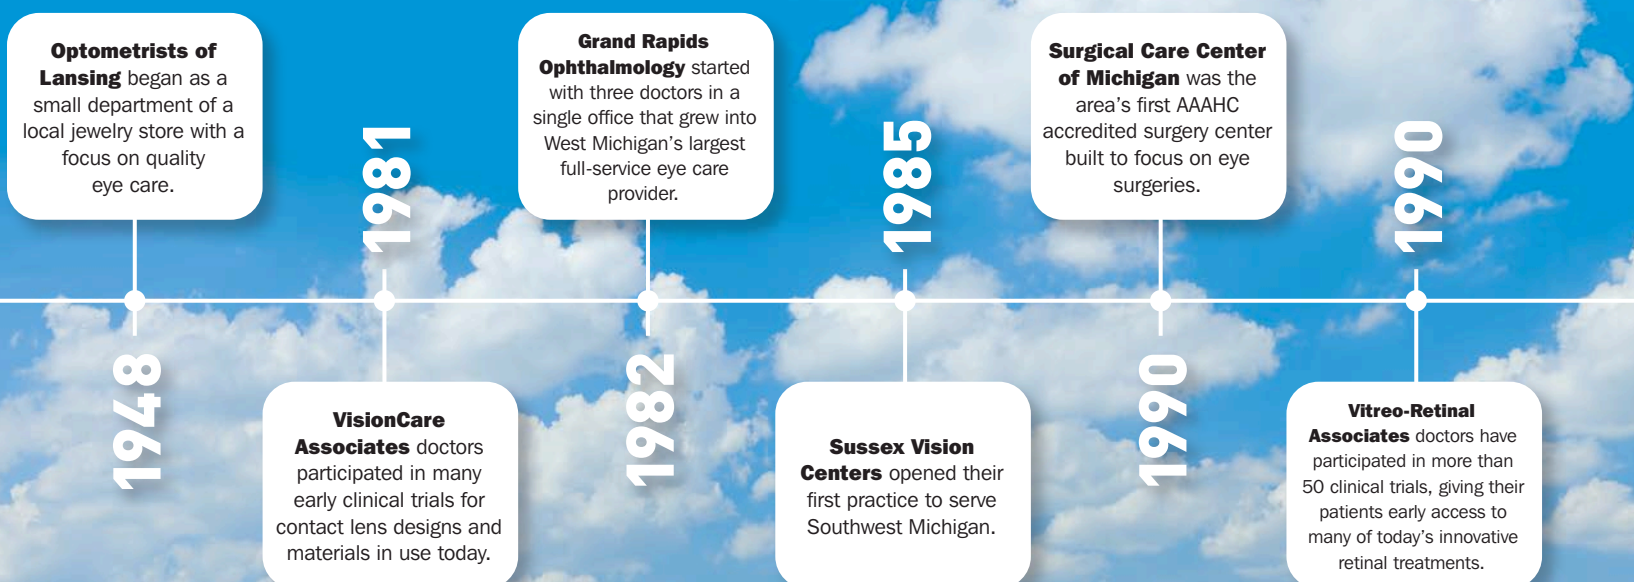 Optometrists of
Lansing began as a
small department of a
local jewelry store with a
focus on quality
eye care.
1948
1981
VisionCare
Associates doctors
participated in many
early clinical trials for
contact lens designs and
materials in use today.
Grand Rapids
Ophthalmology started
with three doctors in a
single office that grew into
West Michigan's largest
full-service eye care
provider.
1982
1985
Sussex Vision
Centers opened their
first practice to serve
Southwest Michigan.
Surgical Care Center
of Michigan was the
area's first AAAHC
accredited surgery center
built to focus on eye
surgeries.
1990
1990
Vitreo-Retinal
Associates doctors have
participated in more than
50 clinical trials, giving their
patients early access to
many of today's innovative
retinal treatments.